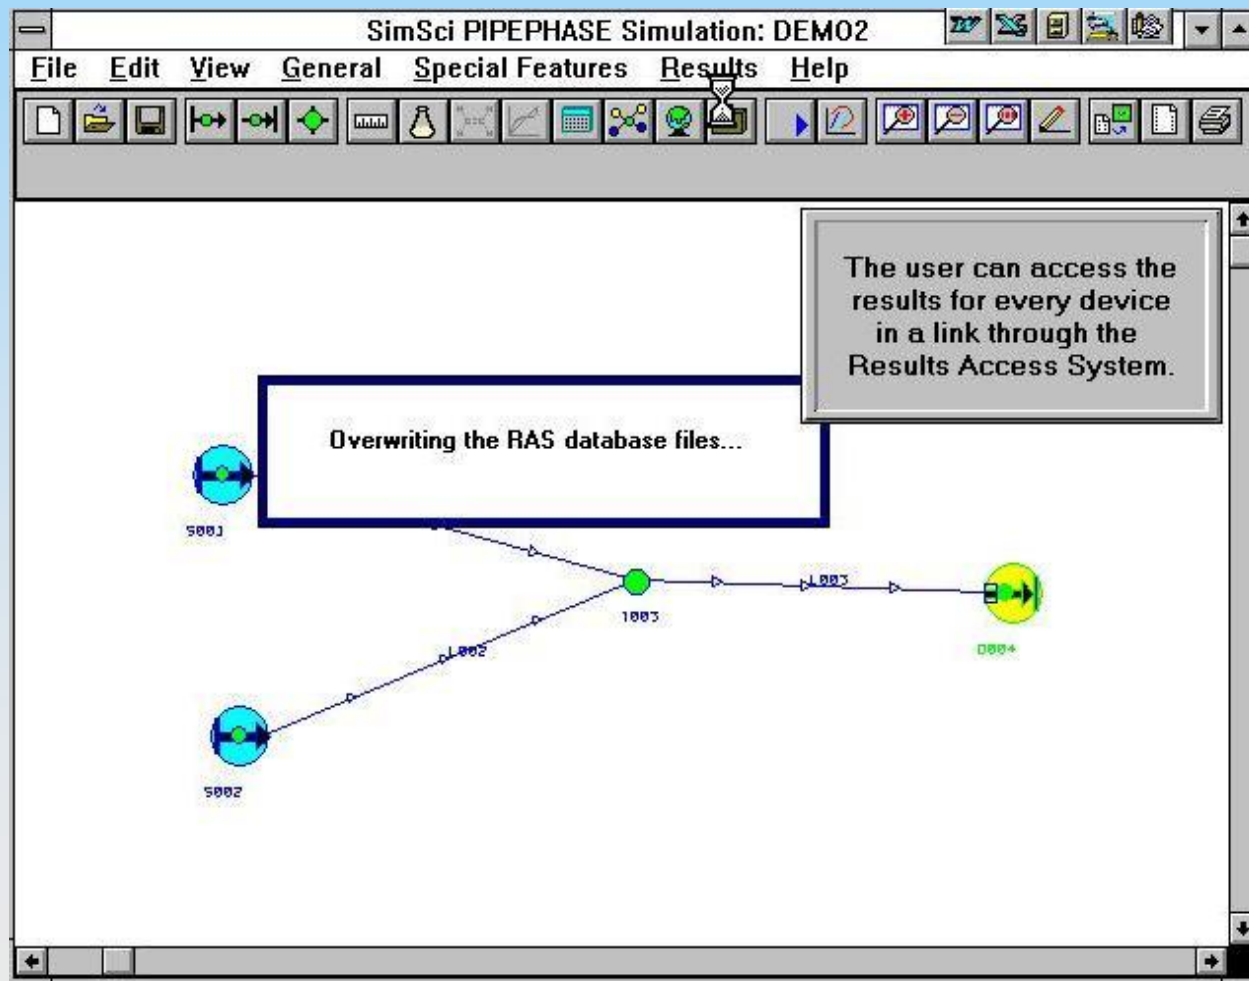 SimSci PIPEPHASE Simulation: DEMO2
File Edit View General Special Features Results Help
The user can access the
results for every device
in a link through the
Results Access System.
Overwriting the RAS database files...
S001
L003
J003
D004
L002
S002